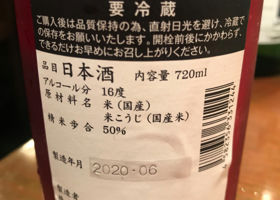 要冷蔵
ご購入後は品質保持の為、直射日光を避け、冷蔵で
の保存をお願いいたします。開栓前後にかかわらず、
できるだけお早めにお召し上がりください。
品目 日本酒 内容量 720ml
アルコール分 16度
原材料名 米(国産)
米こうじ(国産米)
精米歩合 50%
製造年月 2020-06
製造者